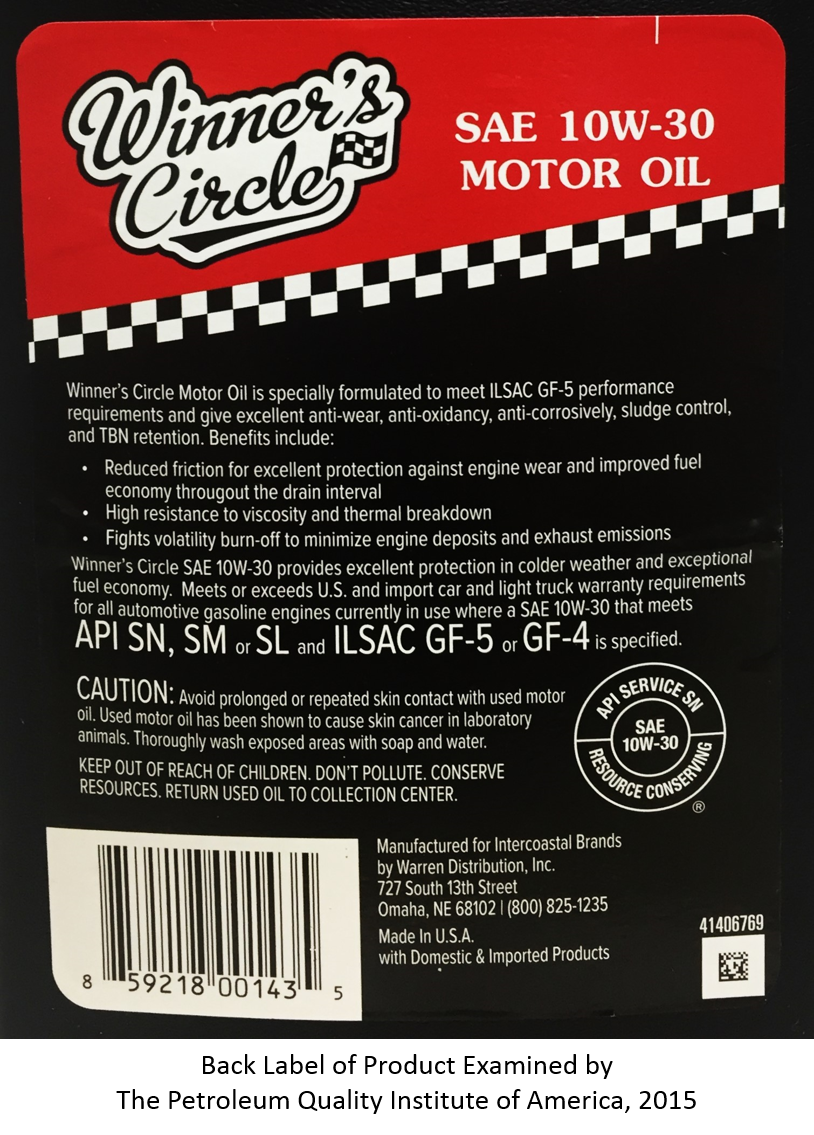 Winner's
Circle
SAE 10W-30
MOTOR OIL
Winner's Circle Motor Oil is specially formulated to meet ILSAC GF-5 performance
requirements and give excellent anti-wear, anti-oxidancy, anti-corrosively, sludge control,
and TBN retention. Benefits include:
• Reduced friction for excellent protection against engine wear and improved fuel
economy througout the drain interval
• High resistance to viscosity and thermal breakdown
• Fights volatility burn-off to minimize engine deposits and exhaust emissions
Winner's Circle SAE 10W-30 provides excellent protection in colder weather and exceptional
fuel economy. Meets or exceeds U.S. and import car and light truck warranty requirements
for all automotive gasoline engines currently in use where a SAE 10W-30 that meets
API SN, SM or SL and ILSAC GF-5 or GF-4 is specified.
CAUTION: Avoid prolonged or repeated skin contact with used motor
oil. Used motor oil has been shown to cause skin cancer in laboratory
animals. Thoroughly wash exposed areas with soap and water.
KEEP OUT OF REACH OF CHILDREN. DON'T POLLUTE. CONSERVE
RESOURCES. RETURN USED OIL TO COLLECTION CENTER.
API SERVICE SN
SAE
10W-30
RESOURCE CONSERVING
®
Manufactured for Intercoastal Brands
by Warren Distribution, Inc.
727 South 13th Street
Omaha, NE 68102 | (800) 825-1235
Made In U.S.A.
with Domestic & Imported Products
41406769
8 59218 00143 5
Back Label of Product Examined by
The Petroleum Quality Institute of America, 2015